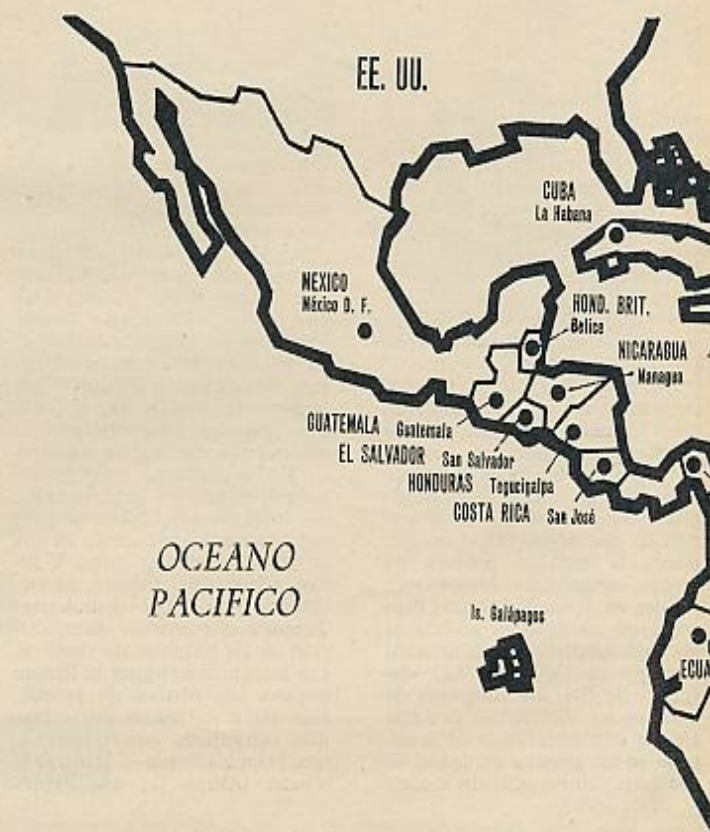 EE. UU.
CUBA
La Habana
MEXICO
México D. F.
HOND. BRIT.
Belice
NICARAGUA
Managua
GUATEMALA Guatemala
EL SALVADOR San Salvador
HONDURAS Tegucigalpa
COSTA RICA San José
OCEANO
PACIFICO
Is. Galápagos
ECUA